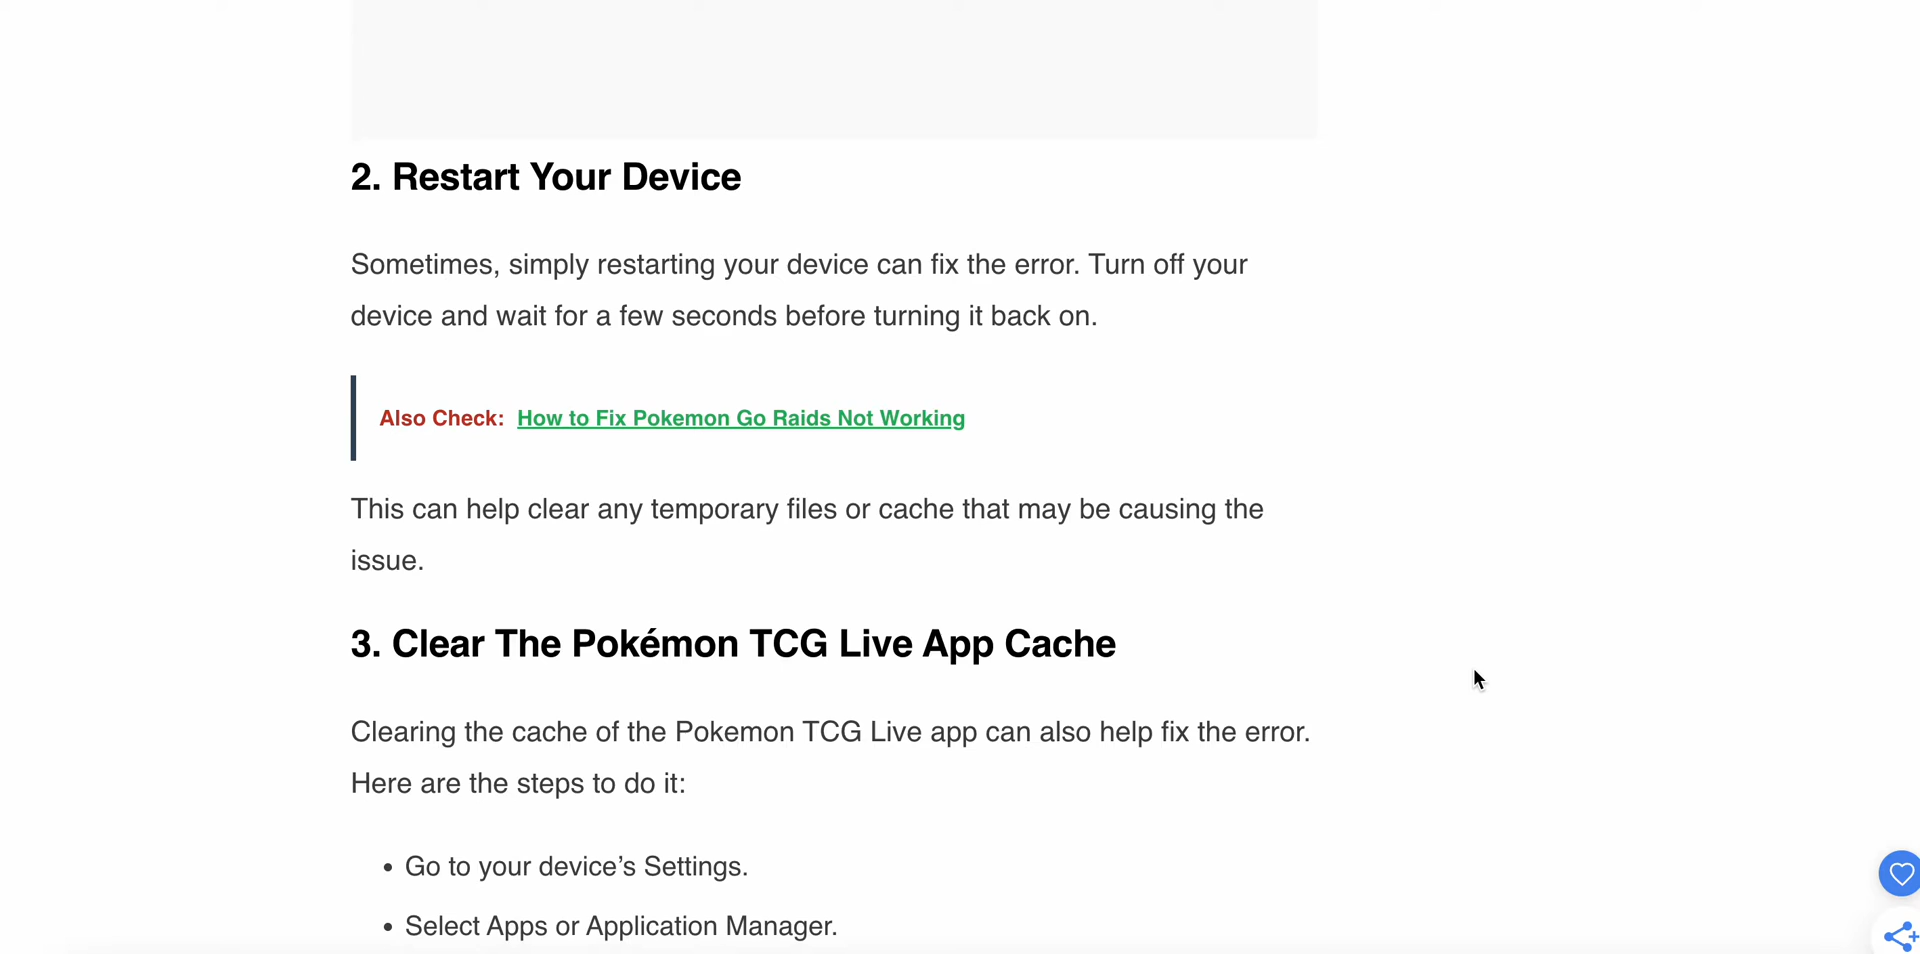 2. Restart Your Device
Sometimes, simply restarting your device can fix the error. Turn off your
device and wait for a few seconds before turning it back on.
Also Check: How to Fix Pokemon Go Raids Not Working
This can help clear any temporary files or cache that may be causing the
issue.
3. Clear The Pokémon TCG Live App Cache
Clearing the cache of the Pokemon TCG Live app can also help fix the error.
Here are the steps to do it:
• Go to your device’s Settings.
• Select Apps or Application Manager.